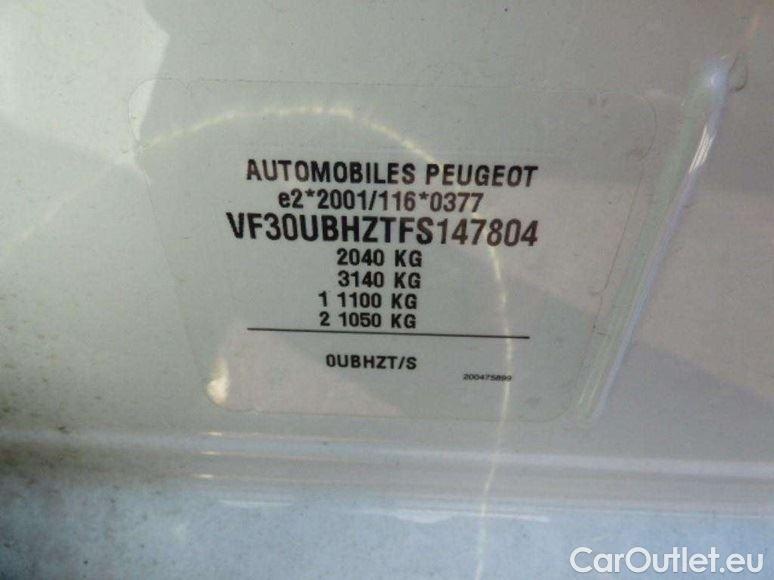 AUTOMOBILES PEUGEOT
e2*2001/116*0377
VF30UBHZTFS147804
2040 KG
3140 KG
1 1100 KG
2 1050 KG
0UBHZT/S
200475899
CarOutlet.eu